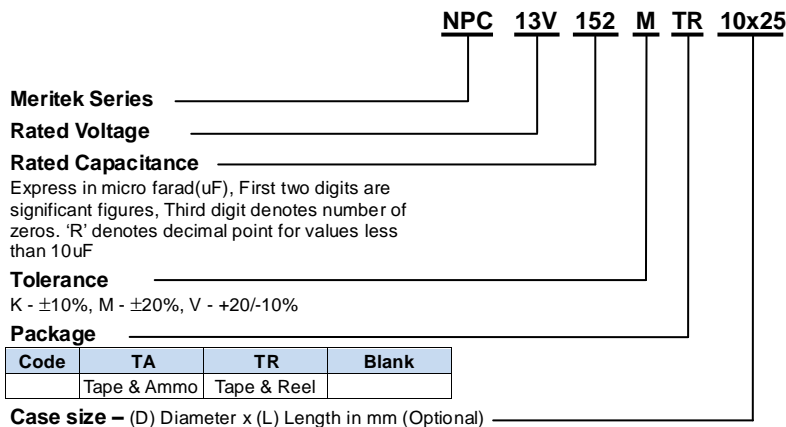 NPC 13V 152 M TR 10x25
Meritek Series
Rated Voltage
Rated Capacitance
Express in micro farad(uF), First two digits are
significant figures, Third digit denotes number of
zeros. ‘R’ denotes decimal point for values less
than 10uF
Tolerance
K - ±10%, M - ±20%, V - +20/-10%
Package
Code TA TR Blank
Tape & Ammo Tape & Reel
Case size – (D) Diameter x (L) Length in mm (Optional)